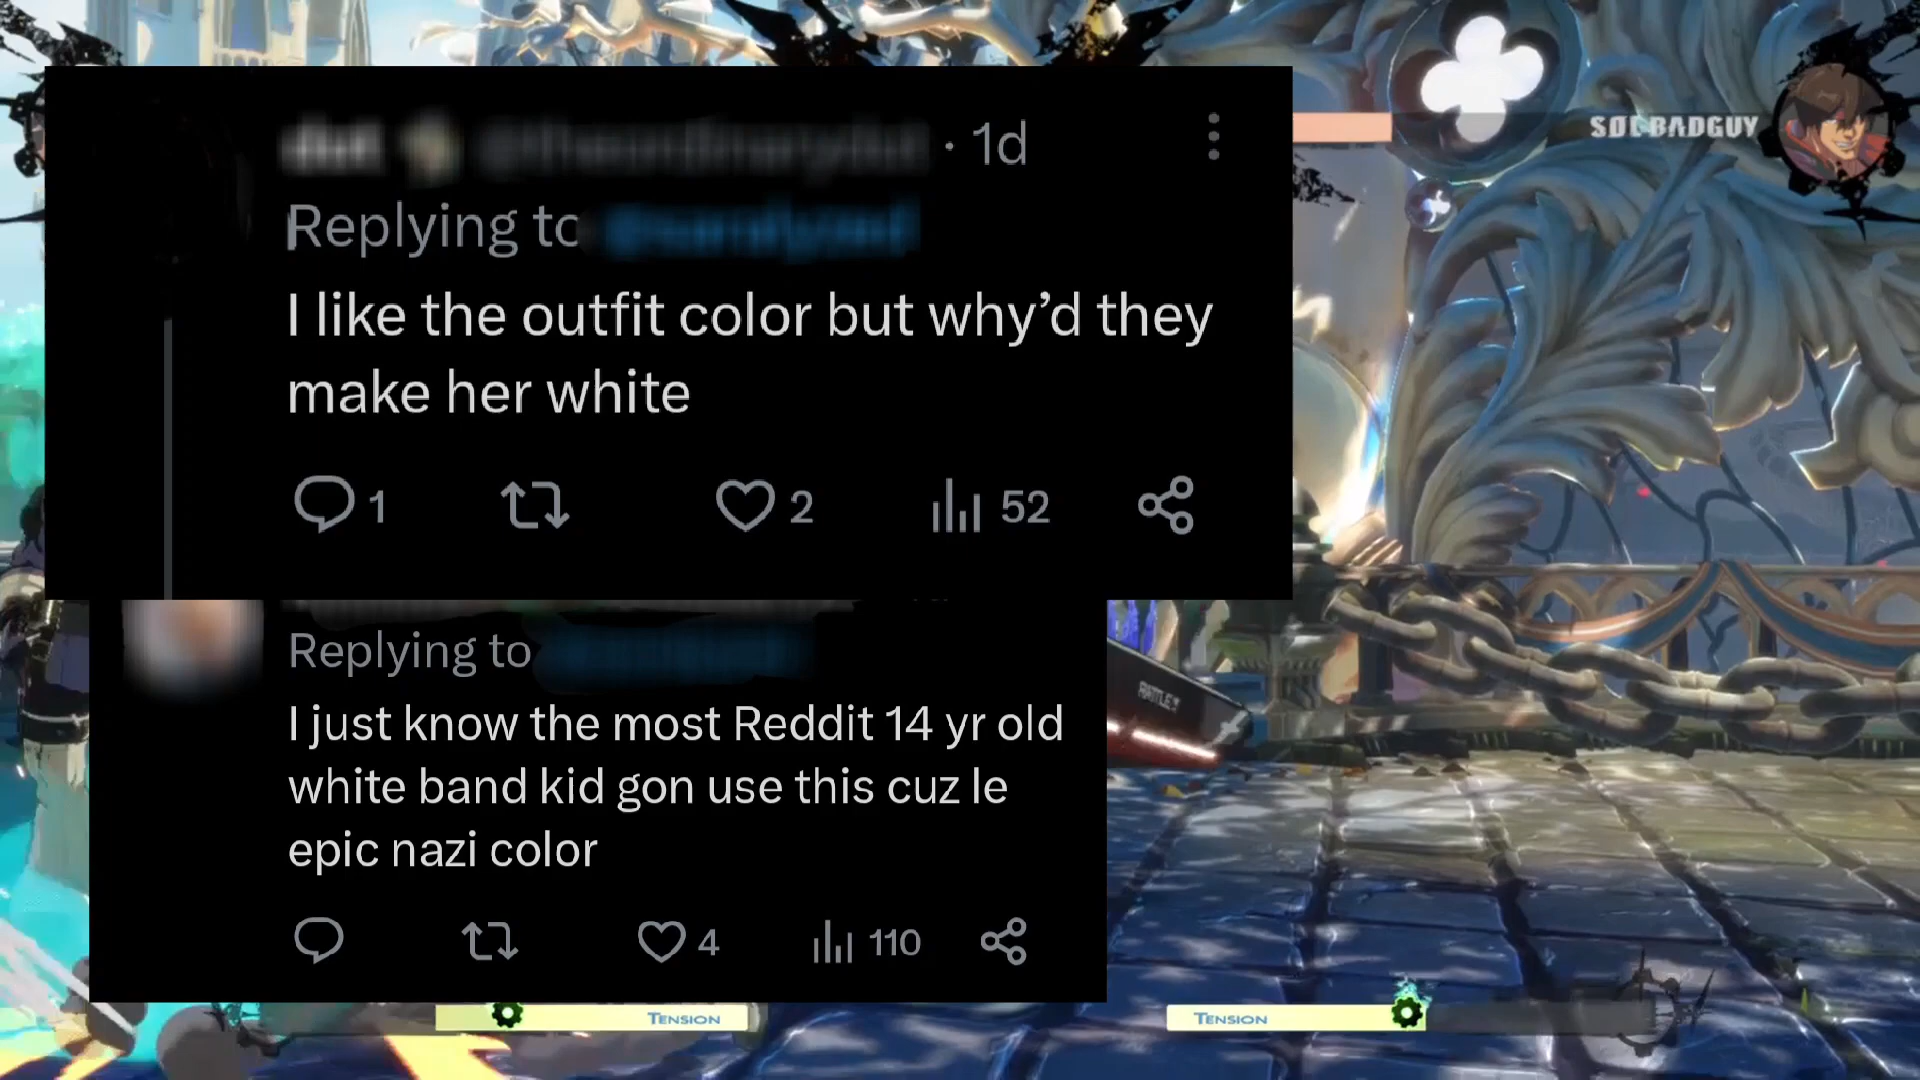 SOL BADGUY
· 1d
Replying to
I like the outfit color but why'd they
make her white
1 2 52
Replying to
I just know the most Reddit 14 yr old
white band kid gon use this cuz le
epic nazi color
4 110
TENSION TENSION